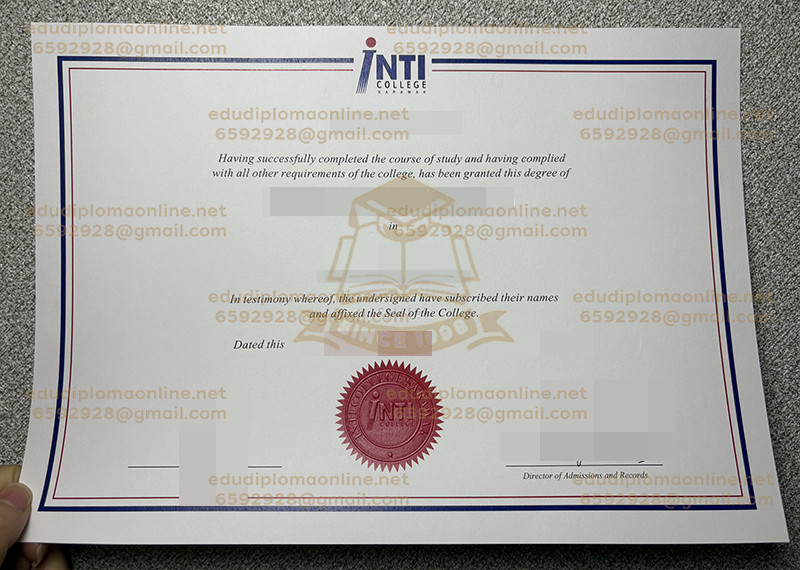 edudiplomaonline.net
edudiplomaonline.net
6592928@gmail.com
6592928@gmail.com
INTI
COLLEGE
SARAWAK
edudiplomaonline.net
edudiplomaonline.net
6592928@gmail.com
6592928@gmail.com
Having successfully completed the course of study and having complied
with all other requirements of the college, has been granted this degree of
edudiplomaonline.net
edudiplomaonline.net
6592928@gmail.com
6592928@gmail.com
in
edudiplomaonline.net
edudiplomaonline.net
In testimony whereof, the undersigned have subscribed their names
6592928@gmail.com
6592928@gmail.com
and affixed the Seal of the College.
SINCE 1998
Dated this
edudiplomaonline.net
edudiplomaonline.net
6592928@gmail.com
6592928@gmail.com
INTI
COLLEGE
edudiplomaonline.net
edudiplomaonline.net
Director of Admissions and Records
6592928@gmail.com
6592928@gmail.com